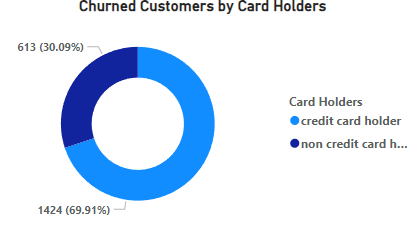 Churned Customers by Card Holders
613 (30.09%)
Card Holders
credit card holder
non credit card h...
1424 (69.91%)